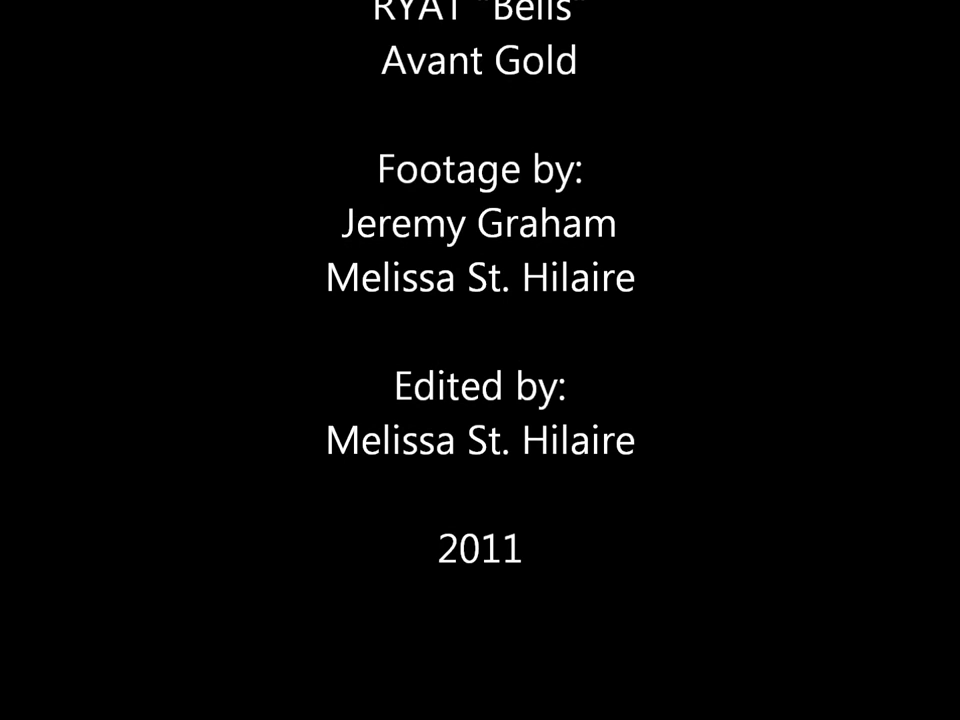 RYAT "Bells"
Avant Gold
Footage by:
Jeremy Graham
Melissa St. Hilaire
Edited by:
Melissa St. Hilaire
2011